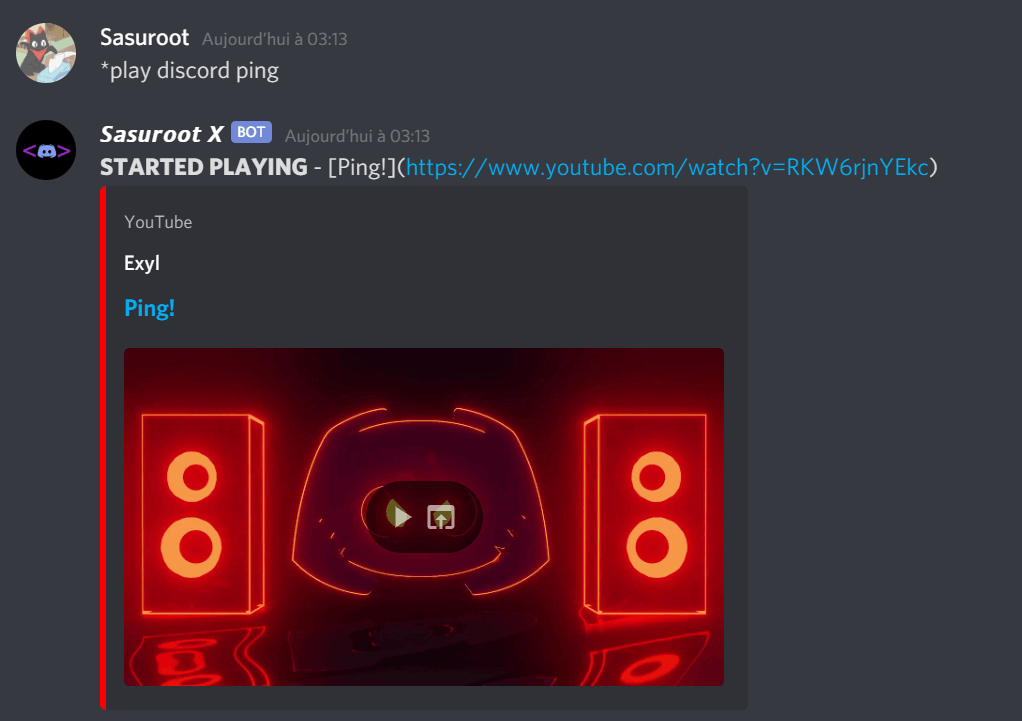 Sasuroot Aujourd'hui à 03:13
*play discord ping
Sasuroot X BOT Aujourd'hui à 03:13
STARTED PLAYING - [Ping!](https://www.youtube.com/watch?v=RKW6rjnYEkc)
YouTube
Exyl
Ping!